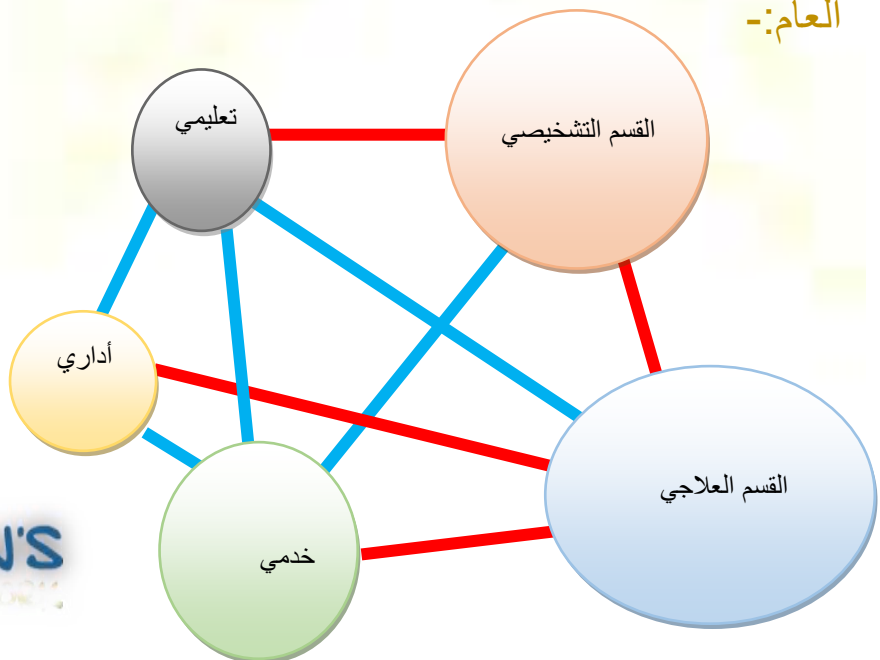 العام:-
تعليمي
القسم التشخيصي
أداري
القسم العلاجي
خدمي
N'S